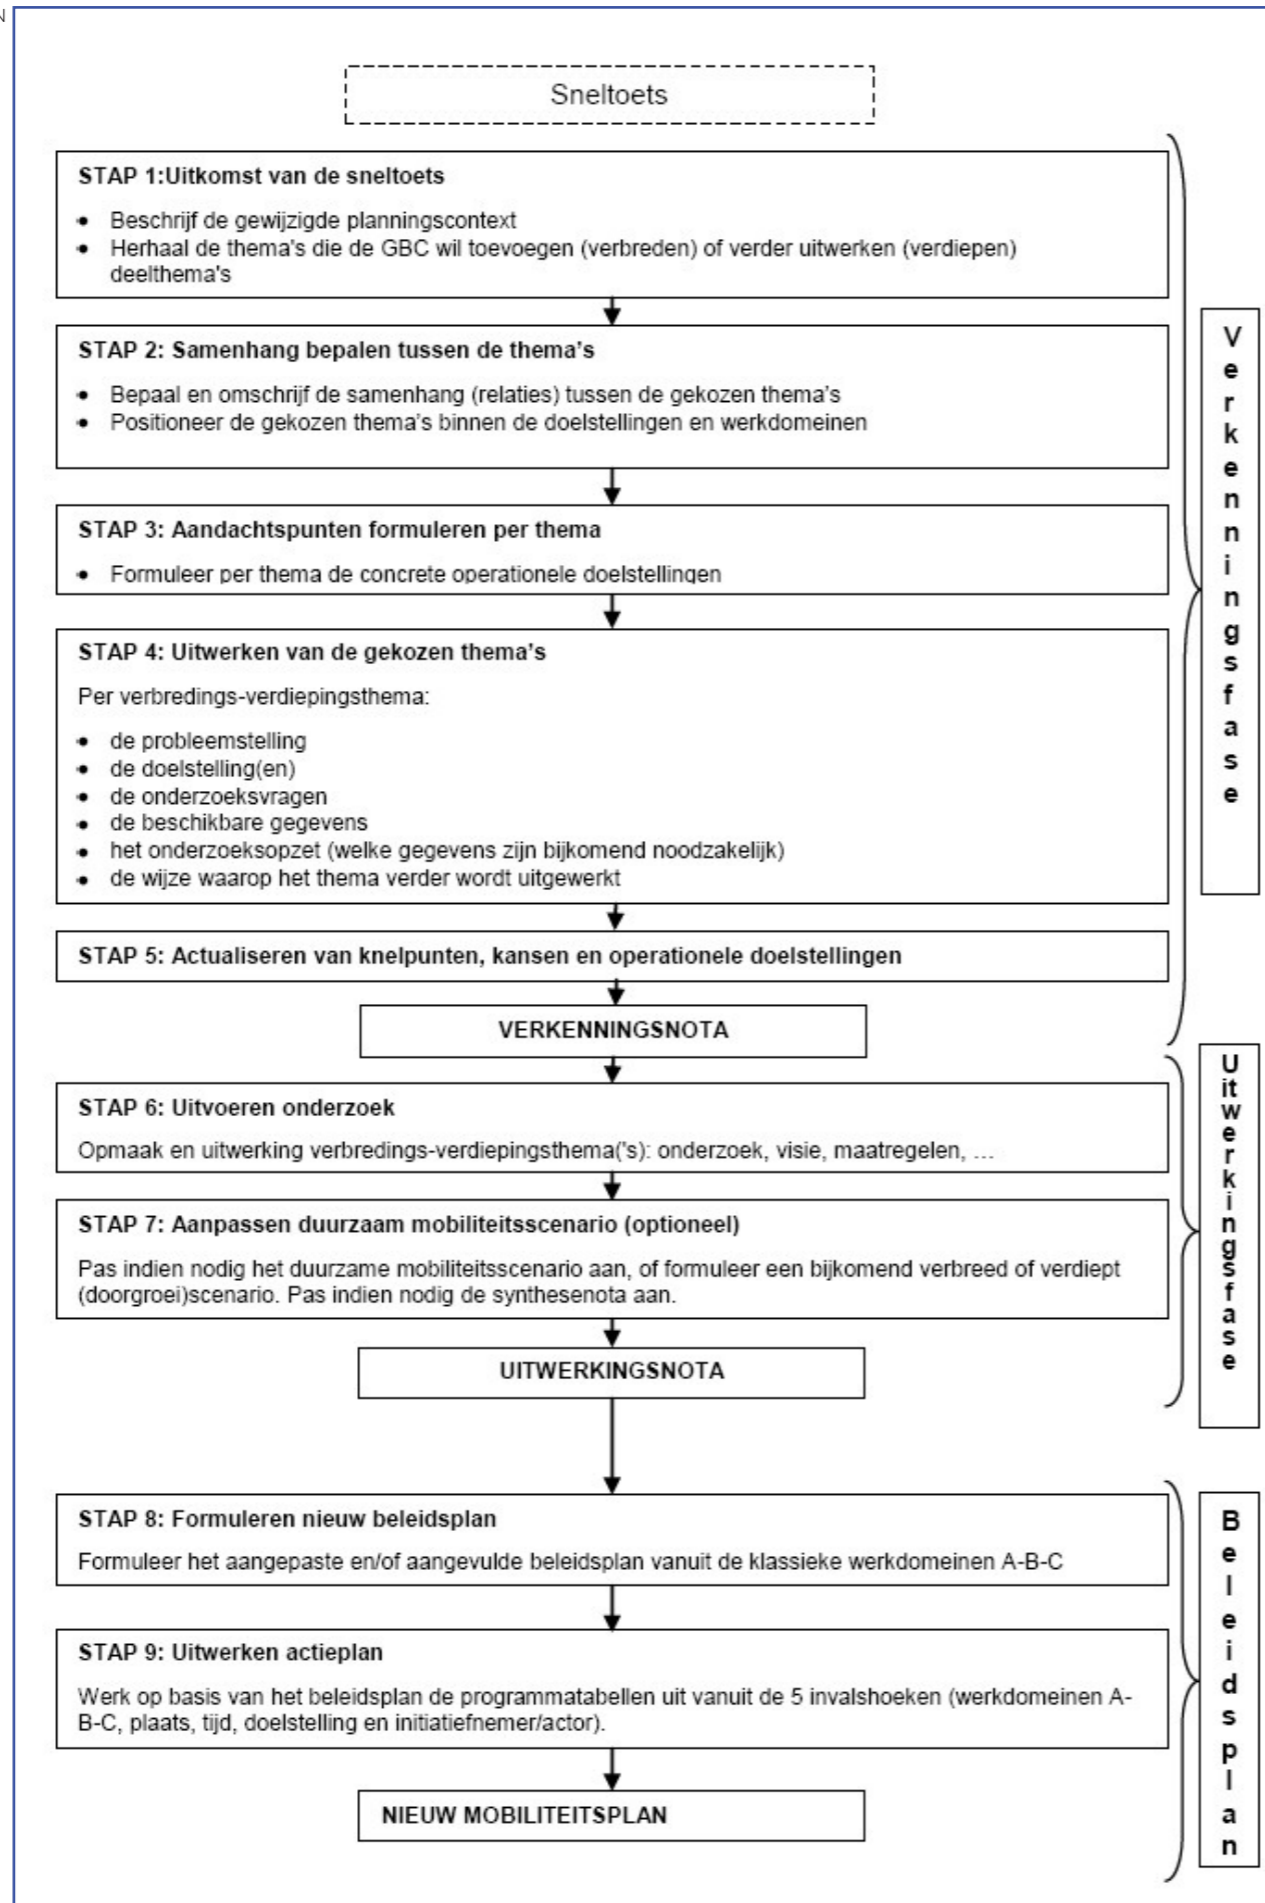 N
Sneltoets
STAP 1:Uitkomst van de sneltoets
• Beschrijf de gewijzigde planningscontext
• Herhaal de thema's die de GBC wil toevoegen (verbreden) of verder uitwerken (verdiepen)
deelthema's
STAP 2: Samenhang bepalen tussen de thema's
• Bepaal en omschrijf de samenhang (relaties) tussen de gekozen thema's
• Positioneer de gekozen thema's binnen de doelstellingen en werkdomeinen
STAP 3: Aandachtspunten formuleren per thema
• Formuleer per thema de concrete operationele doelstellingen
STAP 4: Uitwerken van de gekozen thema's
Per verbredings-verdiepingsthema:
• de probleemstelling
• de doelstelling(en)
• de onderzoeksvragen
• de beschikbare gegevens
• het onderzoeksopzet (welke gegevens zijn bijkomend noodzakelijk)
• de wijze waarop het thema verder wordt uitgewerkt
STAP 5: Actualiseren van knelpunten, kansen en operationele doelstellingen
VERKENNINGSNOTA
Verkenningsfase
STAP 6: Uitvoeren onderzoek
Opmaak en uitwerking verbredings-verdiepingsthema('s): onderzoek, visie, maatregelen, …
STAP 7: Aanpassen duurzaam mobiliteitsscenario (optioneel)
Pas indien nodig het duurzame mobiliteitsscenario aan, of formuleer een bijkomend verbreed of verdiept
(doorgroei)scenario. Pas indien nodig de synthesenota aan.
UITWERKINGSNOTA
Uitwerkingsfase
STAP 8: Formuleren nieuw beleidsplan
Formuleer het aangepaste en/of aangevulde beleidsplan vanuit de klassieke werkdomeinen A-B-C
STAP 9: Uitwerken actieplan
Werk op basis van het beleidsplan de programmatabellen uit vanuit de 5 invalshoeken (werkdomeinen A-
B-C, plaats, tijd, doelstelling en initiatiefnemer/actor).
NIEUW MOBILITEITSPLAN
Beleidsplan